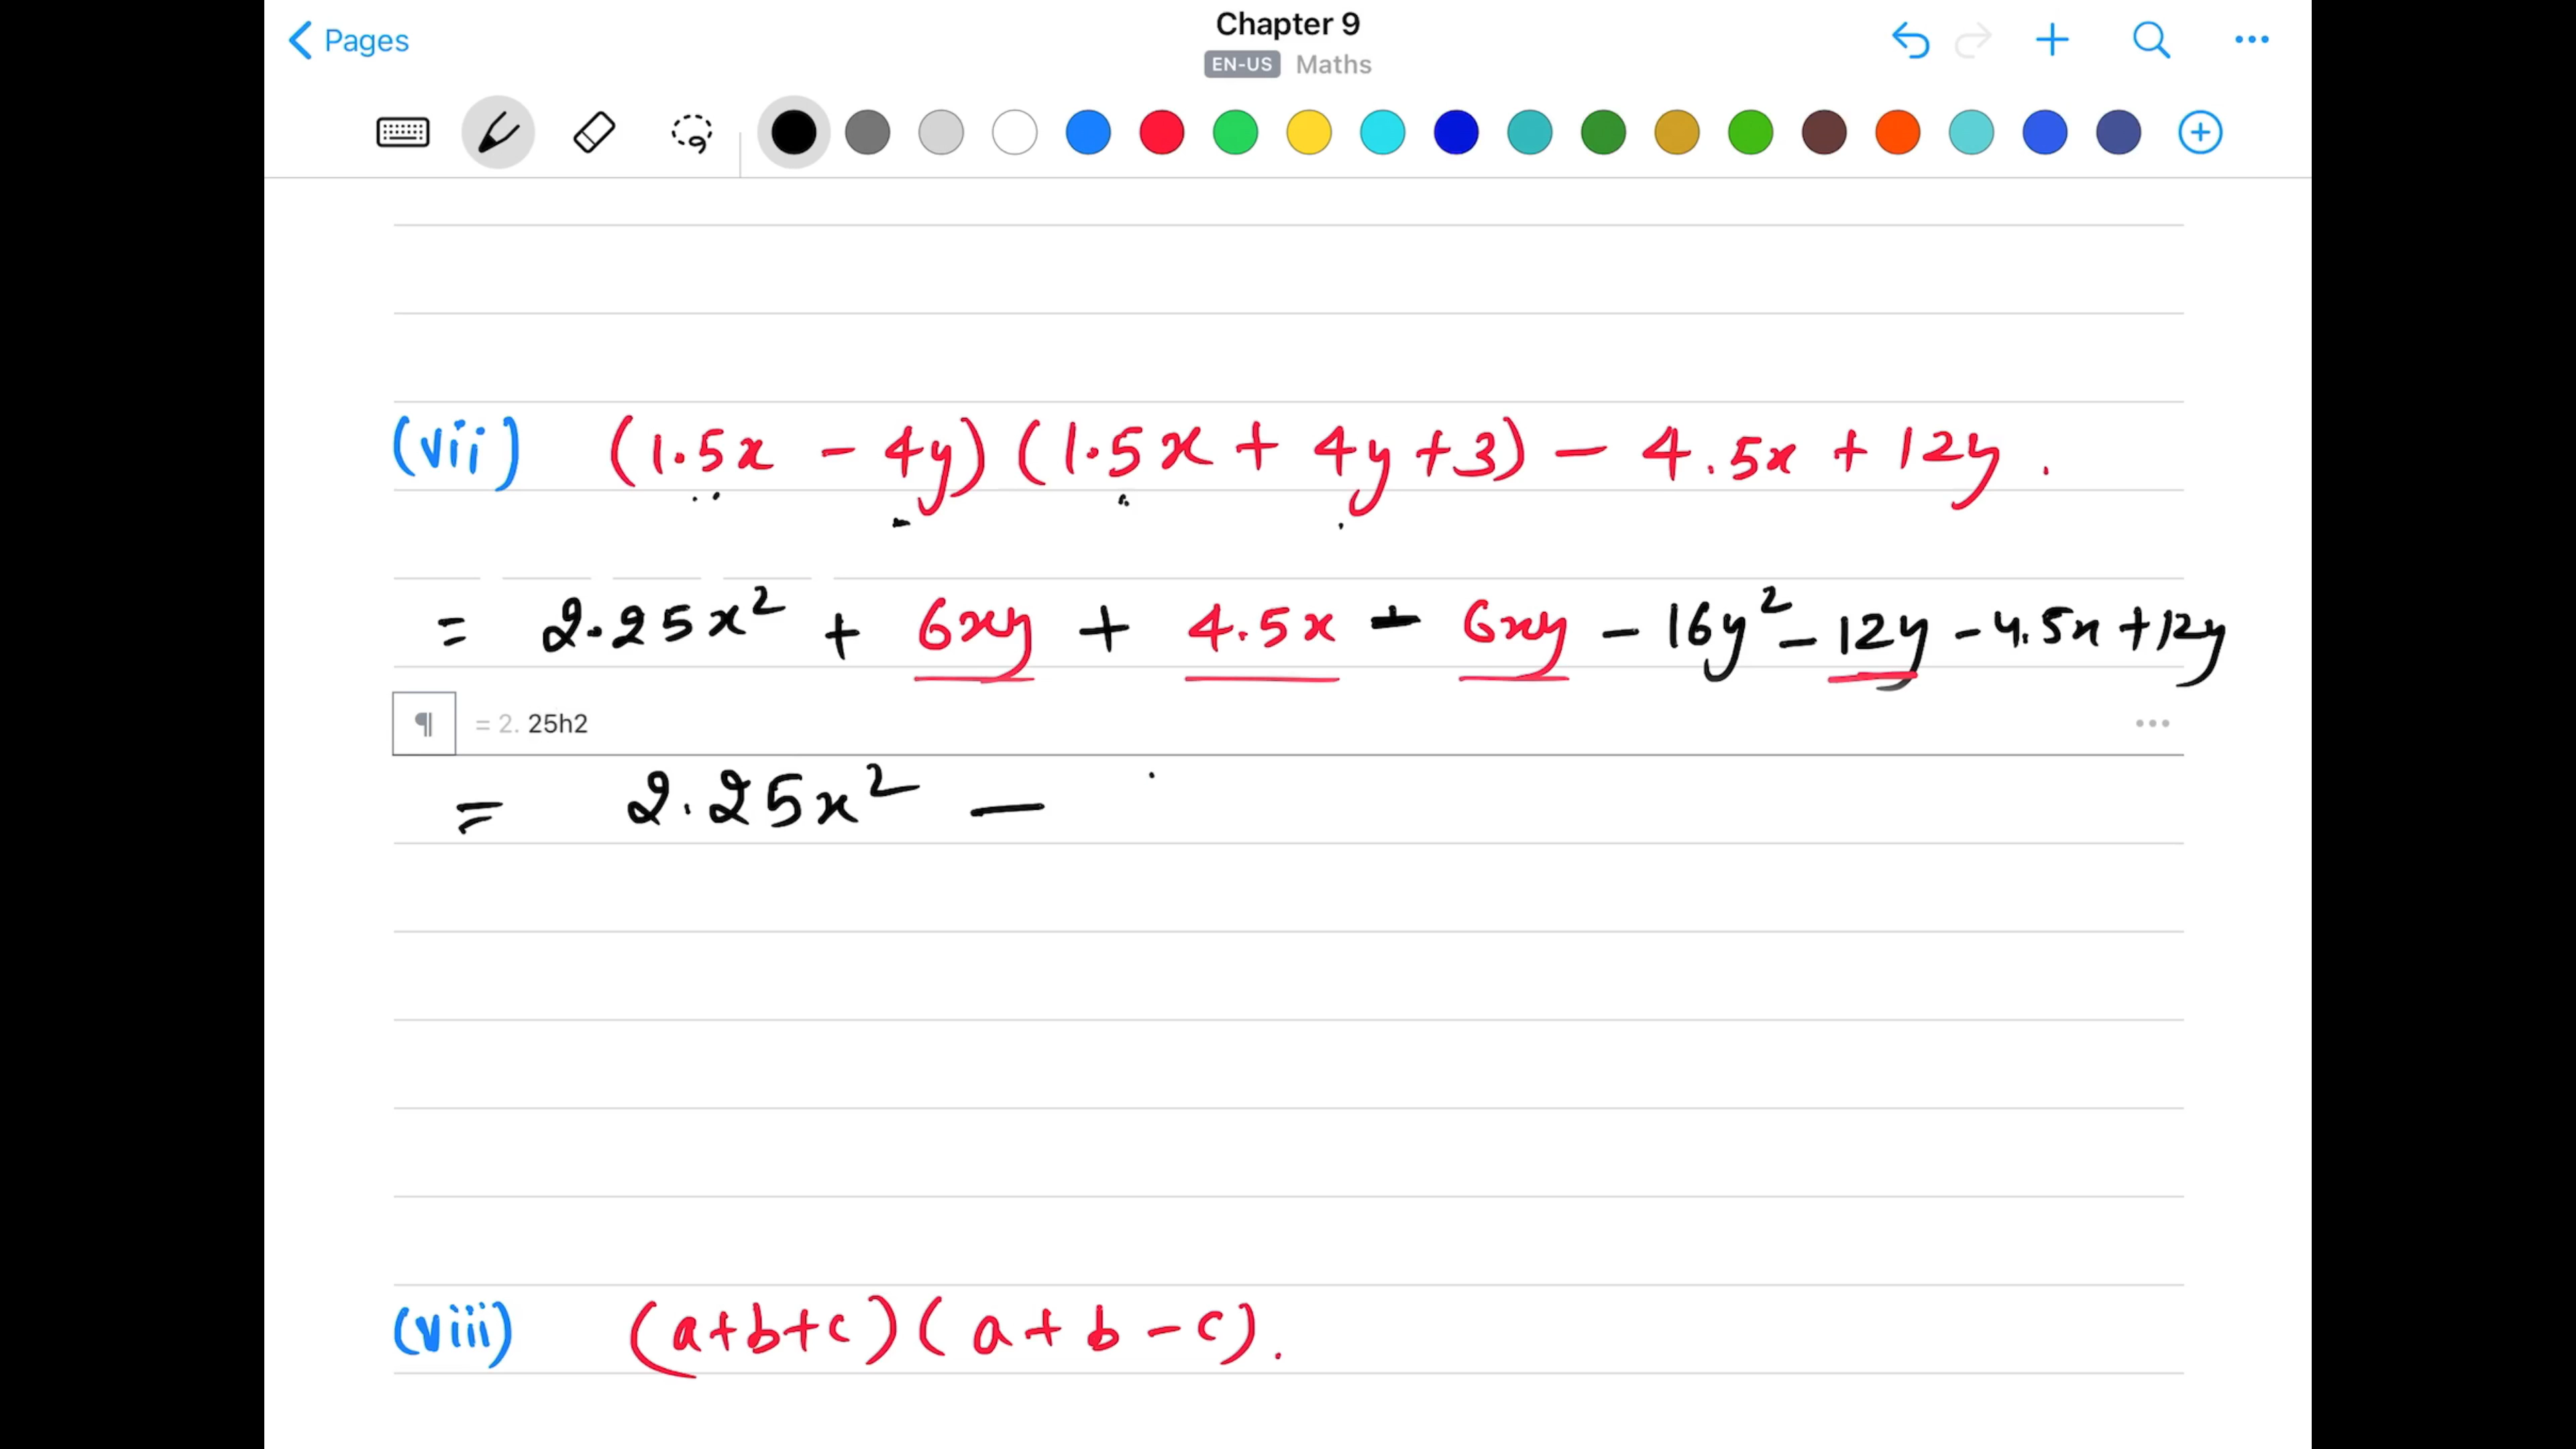 Pages
Chapter 9
EN-US Maths
(vii) (1.5x - 4y) (1.5x + 4y + 3) - 4.5x + 12y .
= 2.25x² + 6xy + 4.5x - 6xy - 16y² - 12y - 4.5x + 12y
= 2. 25h2
= 2.25x² -
(viii) (a+b+c) ( a + b - c) .